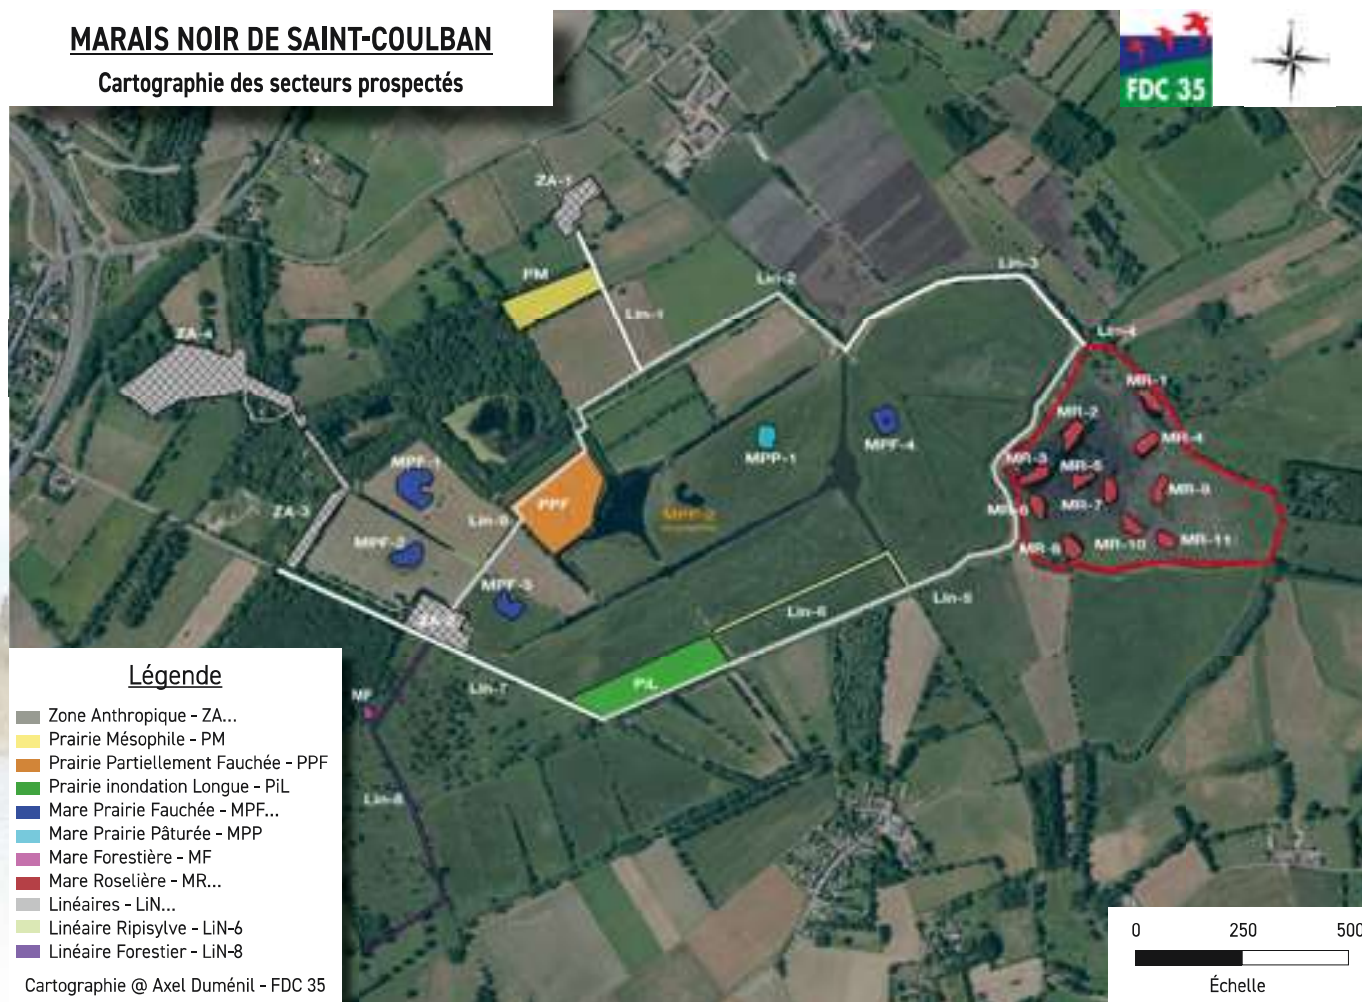 MARAIS NOIR DE SAINT-COULBAN
Cartographie des secteurs prospectés
FDC 35
ZA-1
PM
Lin-1
Lin-2
Lin-3
Lin-4
ZA-4
MR-1
MR-2
MR-4
MPF-4
MPP-1
MPF-1
MR-3
MR-5
MR-7
MR-9
PPF
ZA-3
Lin-9
MPP-2
MR-6
MPF-2
MR-8
MR-10
MR-11
MPF-3
Lin-6
Lin-5
ZA-2
Lin-7
PiL
MF
Lin-8
Légende
Zone Anthropique - ZA...
Prairie Mésophile - PM
Prairie Partiellement Fauchée - PPF
Prairie inondation Longue - PiL
Mare Prairie Fauchée - MPF...
Mare Prairie Pâturée - MPP
Mare Forestière - MF
Mare Roselière - MR...
Linéaires - LiN...
Linéaire Ripisylve - LiN-6
Linéaire Forestier - LiN-8
Cartographie @ Axel Duménil - FDC 35
0 250 500
Échelle